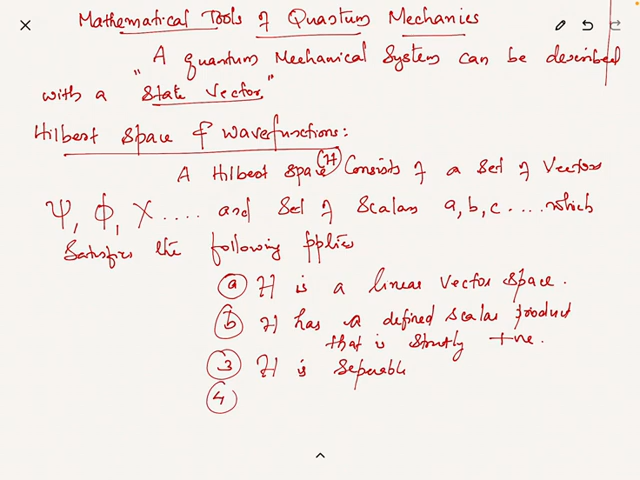 Mathematical Tools of Quantum Mechanics
"A quantum Mechanical System can be described
with a State Vector"
Hilbert Space & wavefunctions:
A Hilbert Space (H) Consists of a Set of Vectors
Ψ, Φ, X .... and Set of Scalars a, b, c .... which
Satisfies the following
a H is a linear vector space.
b H has a defined scalar product
that is strictly +ve.
3 H is Seperable
4